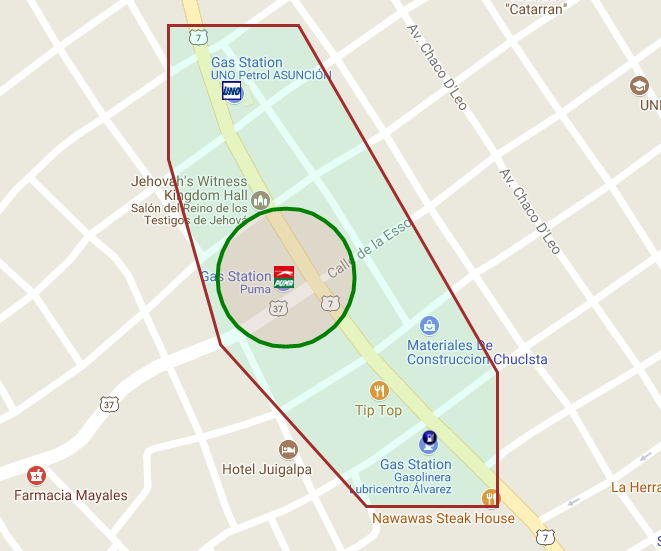 "Catarran"
7
Av. Chaco D'Leo
Gas Station
UNO Petrol ASUNCIÓN
UNO
UNI
Jehovah's Witness
Kingdom Hall
Salón del Reino de los
Testigos de Jehová
Av. Chaco D'Leo
Calle de la Esso
Gas Station
Puma
PUMA
37
7
Materiales De
Construccion Chuclsta
37
Tip Top
Hotel Juigalpa
Gas Station
Gasolinera
Lubricentro Álvarez
Farmacia Mayales
La Herra
Nawawas Steak House
7
S